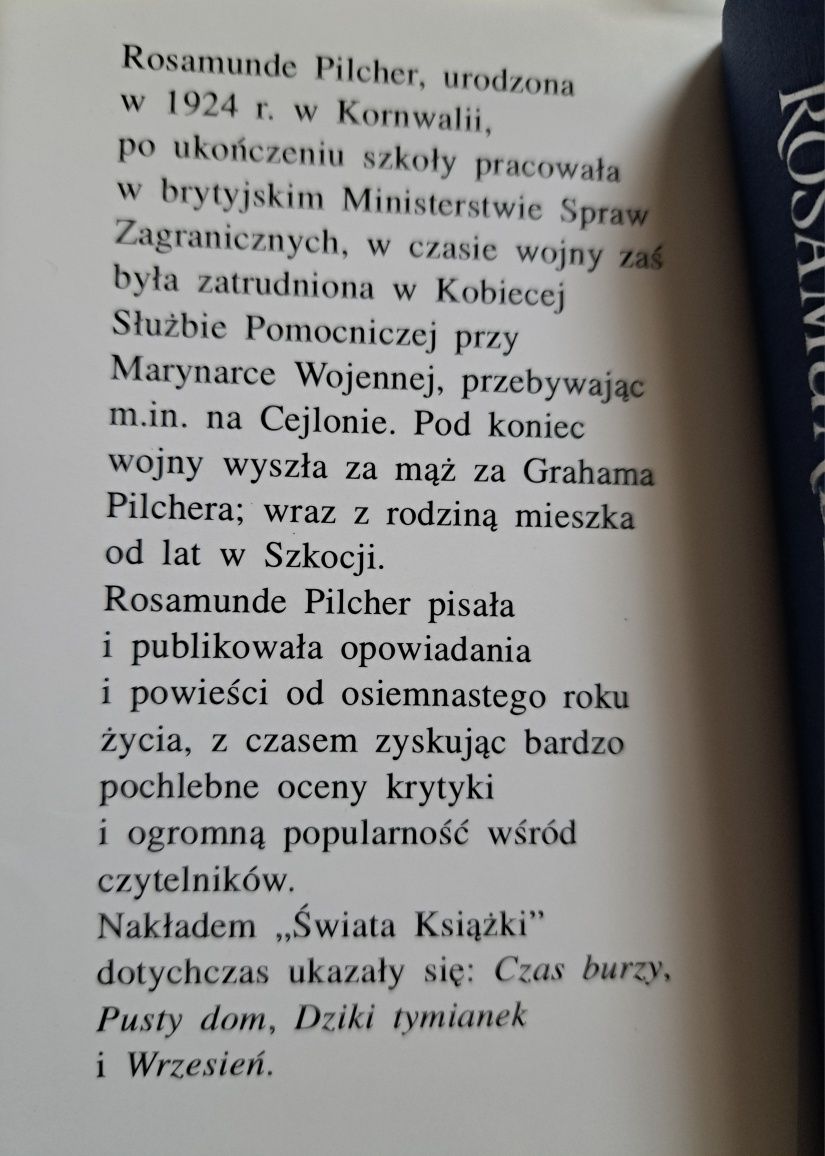 Rosamunde Pilcher, urodzona
w 1924 r. w Kornwalii,
po ukończeniu szkoły pracowała
w brytyjskim Ministerstwie Spraw
Zagranicznych, w czasie wojny zaś
była zatrudniona w Kobiecej
Służbie Pomocniczej przy
Marynarce Wojennej, przebywając
m.in. na Cejlonie. Pod koniec
wojny wyszła za mąż za Grahama
Pilchera; wraz z rodziną mieszka
od lat w Szkocji.
Rosamunde Pilcher pisała
i publikowała opowiadania
i powieści od osiemnastego roku
życia, z czasem zyskując bardzo
pochlebne oceny krytyki
i ogromną popularność wśród
czytelników.
Nakładem „Świata Książki”
dotychczas ukazały się: Czas burzy,
Pusty dom, Dziki tymianek
i Wrzesień.